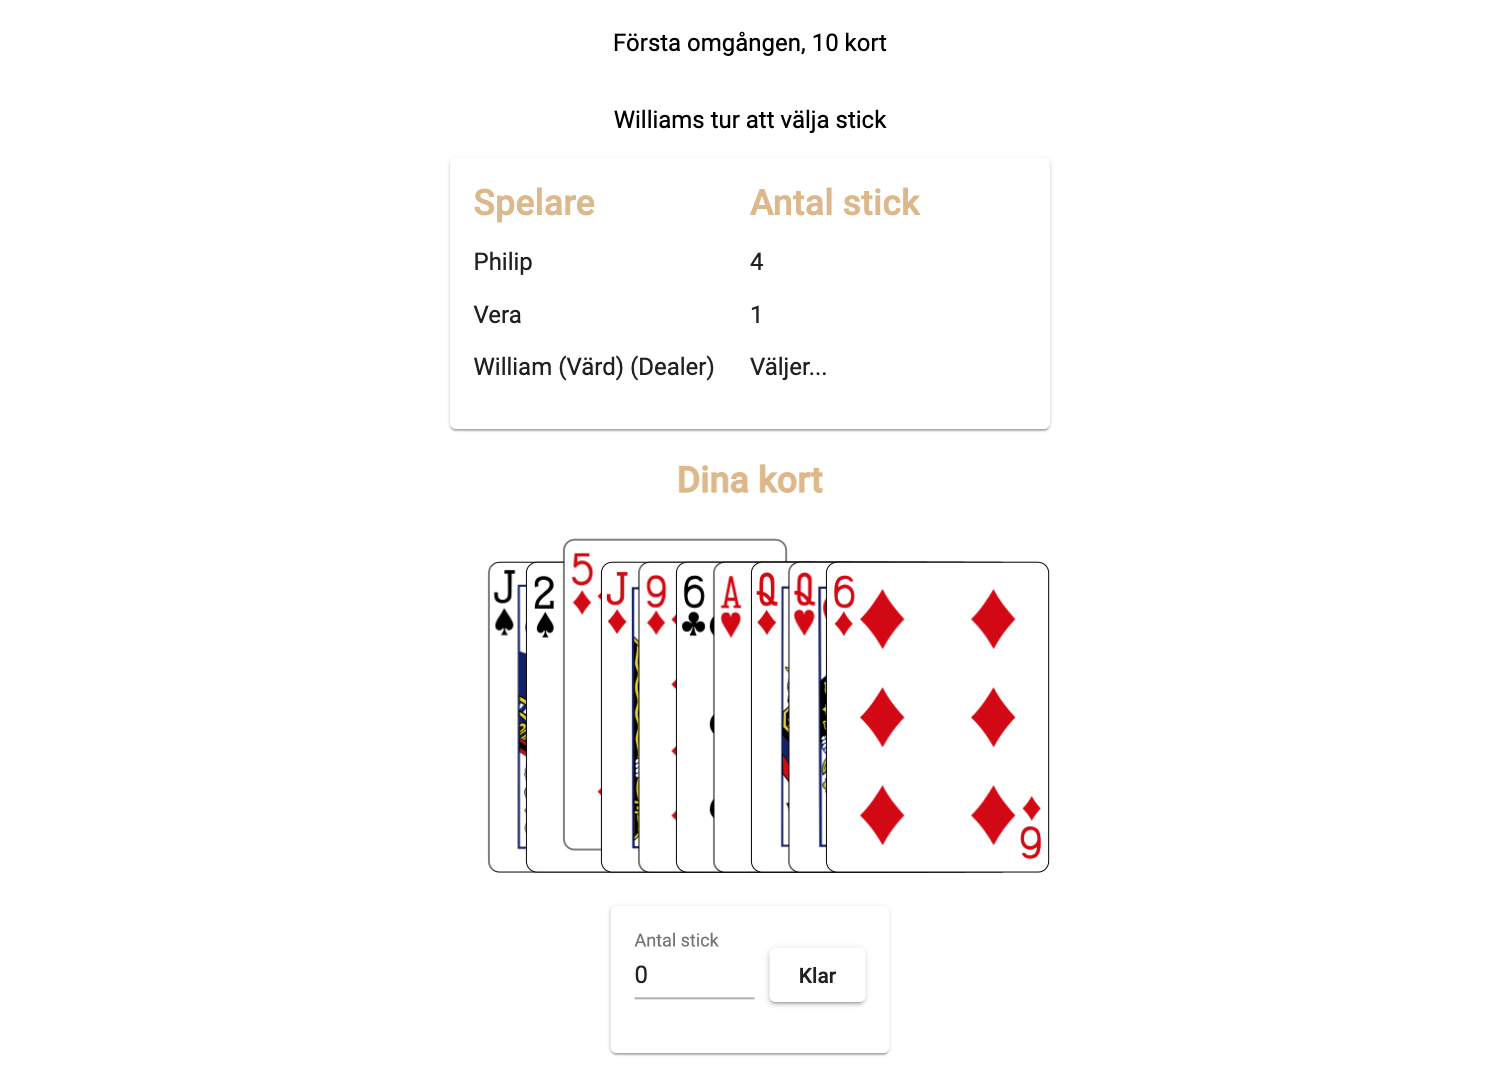 Första omgången, 10 kort
Williams tur att välja stick
Spelare Antal stick
Philip 4
Vera 1
William (Värd) (Dealer) Väljer...
Dina kort
J 2 5 J 9 6 A Q Q 6
6
Antal stick
0 Klar